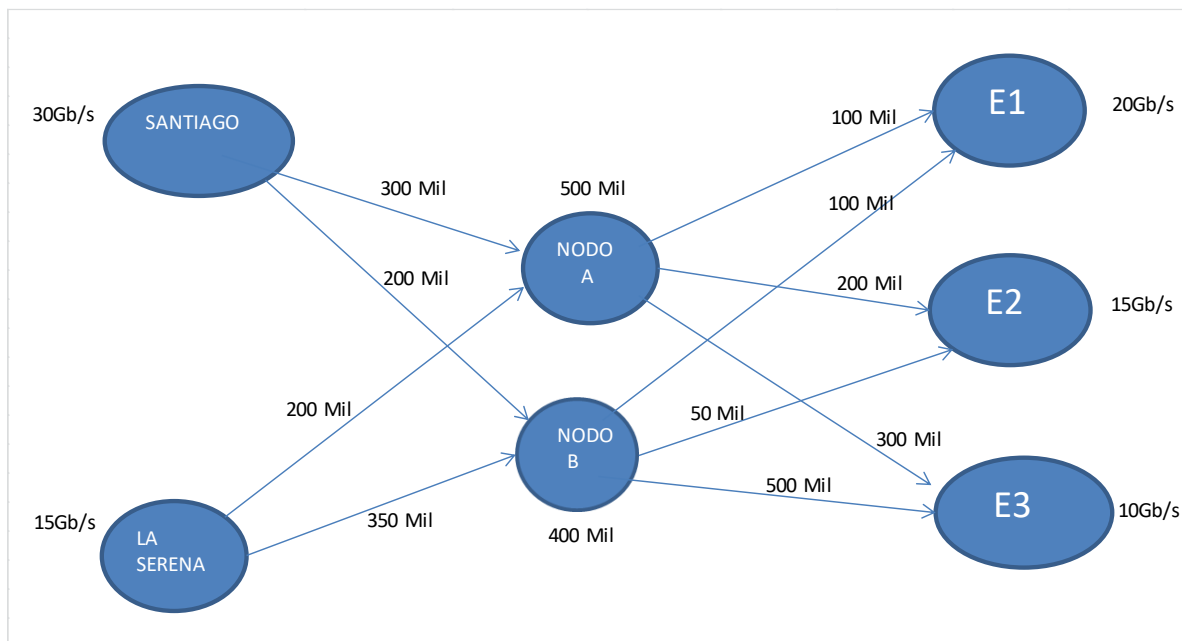 E1
20Gb/s
30Gb/s
SANTIAGO
100 Mil
300 Mil
500 Mil
100 Mil
NODO
A
200 Mil
200 Mil
E2
15Gb/s
200 Mil
50 Mil
NODO
B
300 Mil
500 Mil
E3
10Gb/s
15Gb/s
LA
SERENA
350 Mil
400 Mil